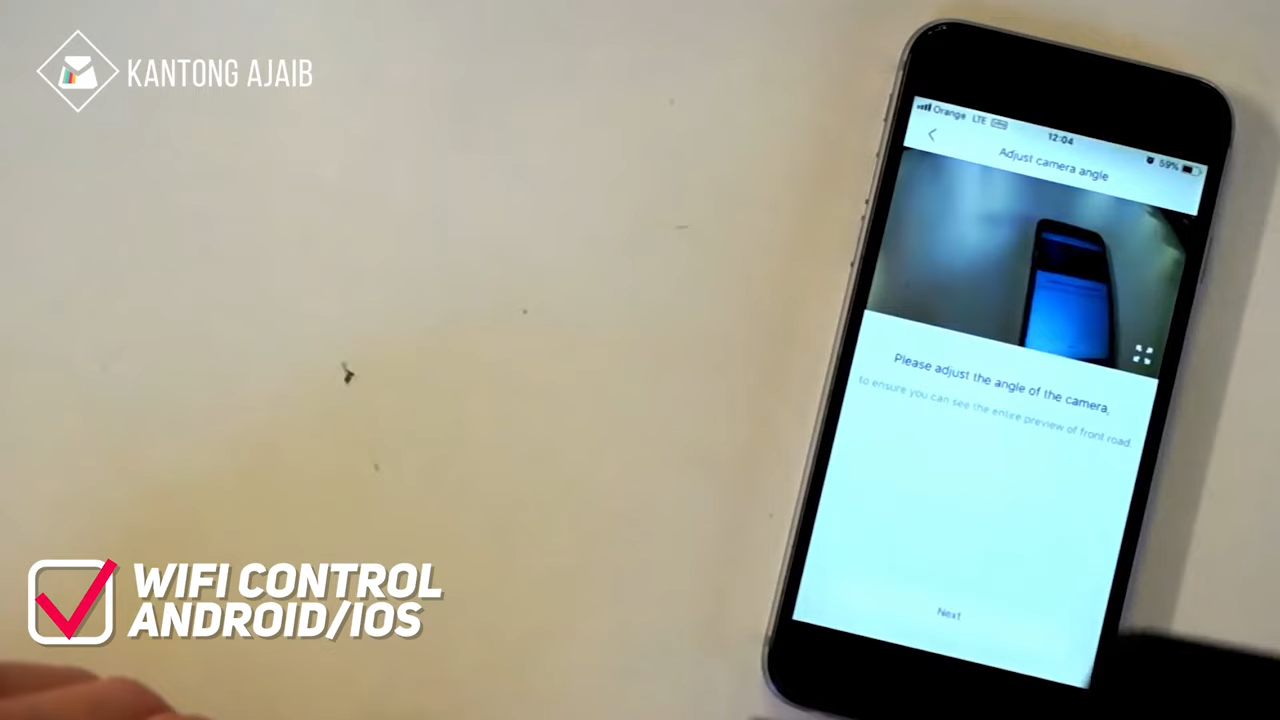 KANTONG AJAIB
Orange LTE
12:04
59%
Adjust camera angle
Please adjust the angle of the camera,
to ensure you can see the entire preview of front road.
Next
WIFI CONTROL
ANDROID/IOS